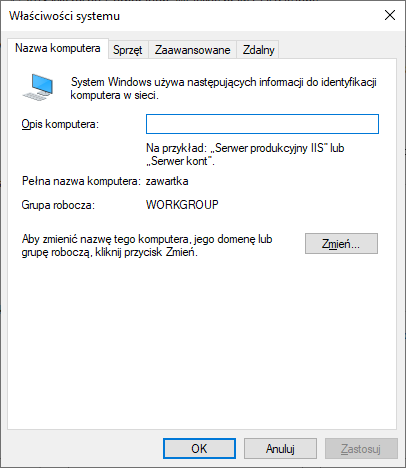 Właściwości systemu
Nazwa komputera
Sprzęt
Zaawansowane
Zdalny
System Windows używa następujących informacji do identyfikacji
komputera w sieci.
Opis komputera:
Na przykład: „Serwer produkcyjny IIS” lub
„Serwer kont”.
Pełna nazwa komputera: zawartka
Grupa robocza: WORKGROUP
Aby zmienić nazwę tego komputera, jego domenę lub
grupę roboczą, kliknij przycisk Zmień.
Zmień...
OK
Anuluj
Zastosuj